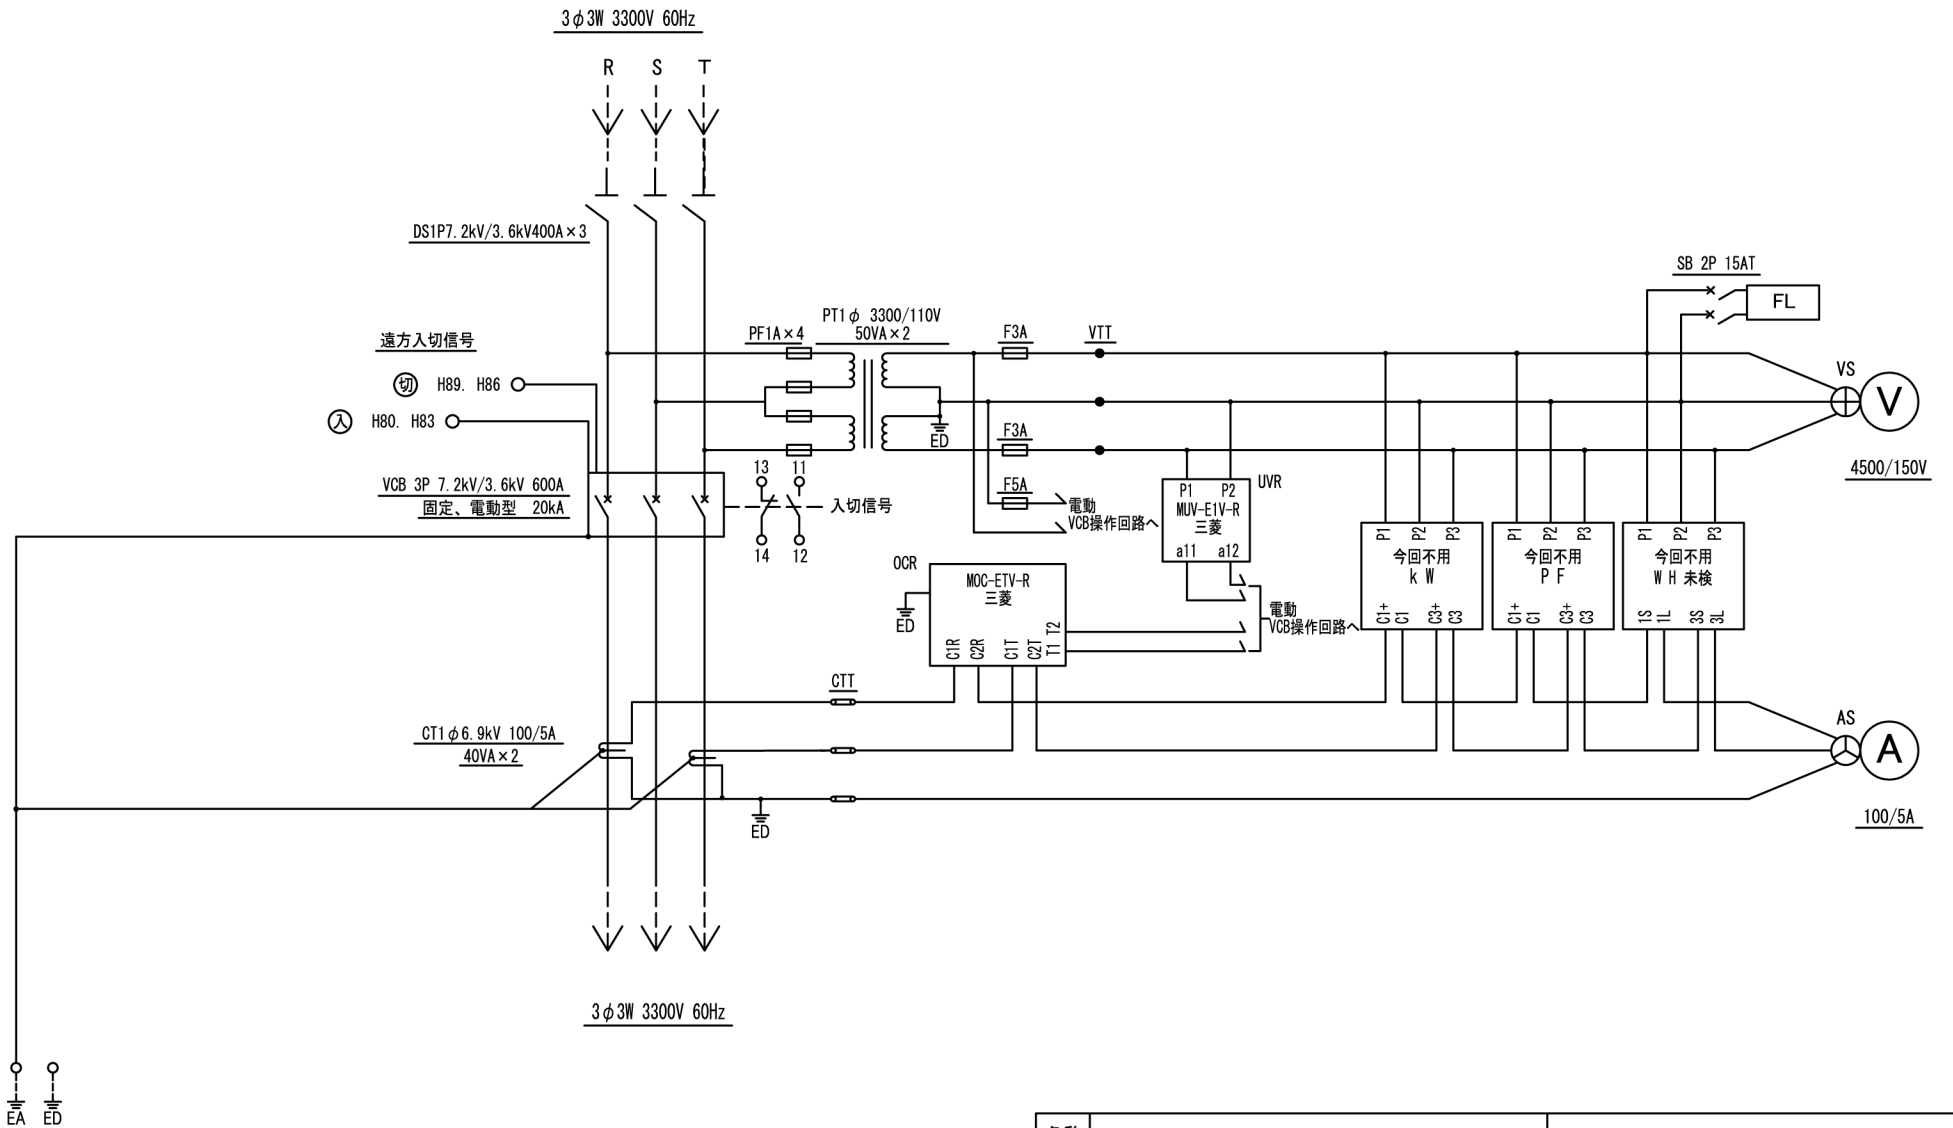 3φ3W 3300V 60Hz
R S T
DS1P7.2kV/3.6kV400A×3
SB 2P 15AT
FL
遠方入切信号
切 H89. H86
入 H80. H83
PF1A×4
PT1φ 3300/110V
50VA×2
F3A
VTT
VS
V
4500/150V
ED
F3A
F5A
電動
VCB操作回路へ
VCB 3P 7.2kV/3.6kV 600A
固定、電動型 20kA
13 11
入切信号
14 12
P1 P2
UVR
MUV-E1V-R
三菱
a11 a12
OCR
MOC-ETV-R
三菱
ED
C1R C2R C1T C2T T1 T2
電動
VCB操作回路へ
P1 P2 P3
今回不用
k W
C1+ C1 C3+ C3
P1 P2 P3
今回不用
P F
C1+ C1 C3+ C3
P1 P2 P3
今回不用
W H 未検
1S 1L 3S 3L
CTT
CT1φ6.9kV 100/5A
40VA×2
ED
AS
A
100/5A
3φ3W 3300V 60Hz
EA ED